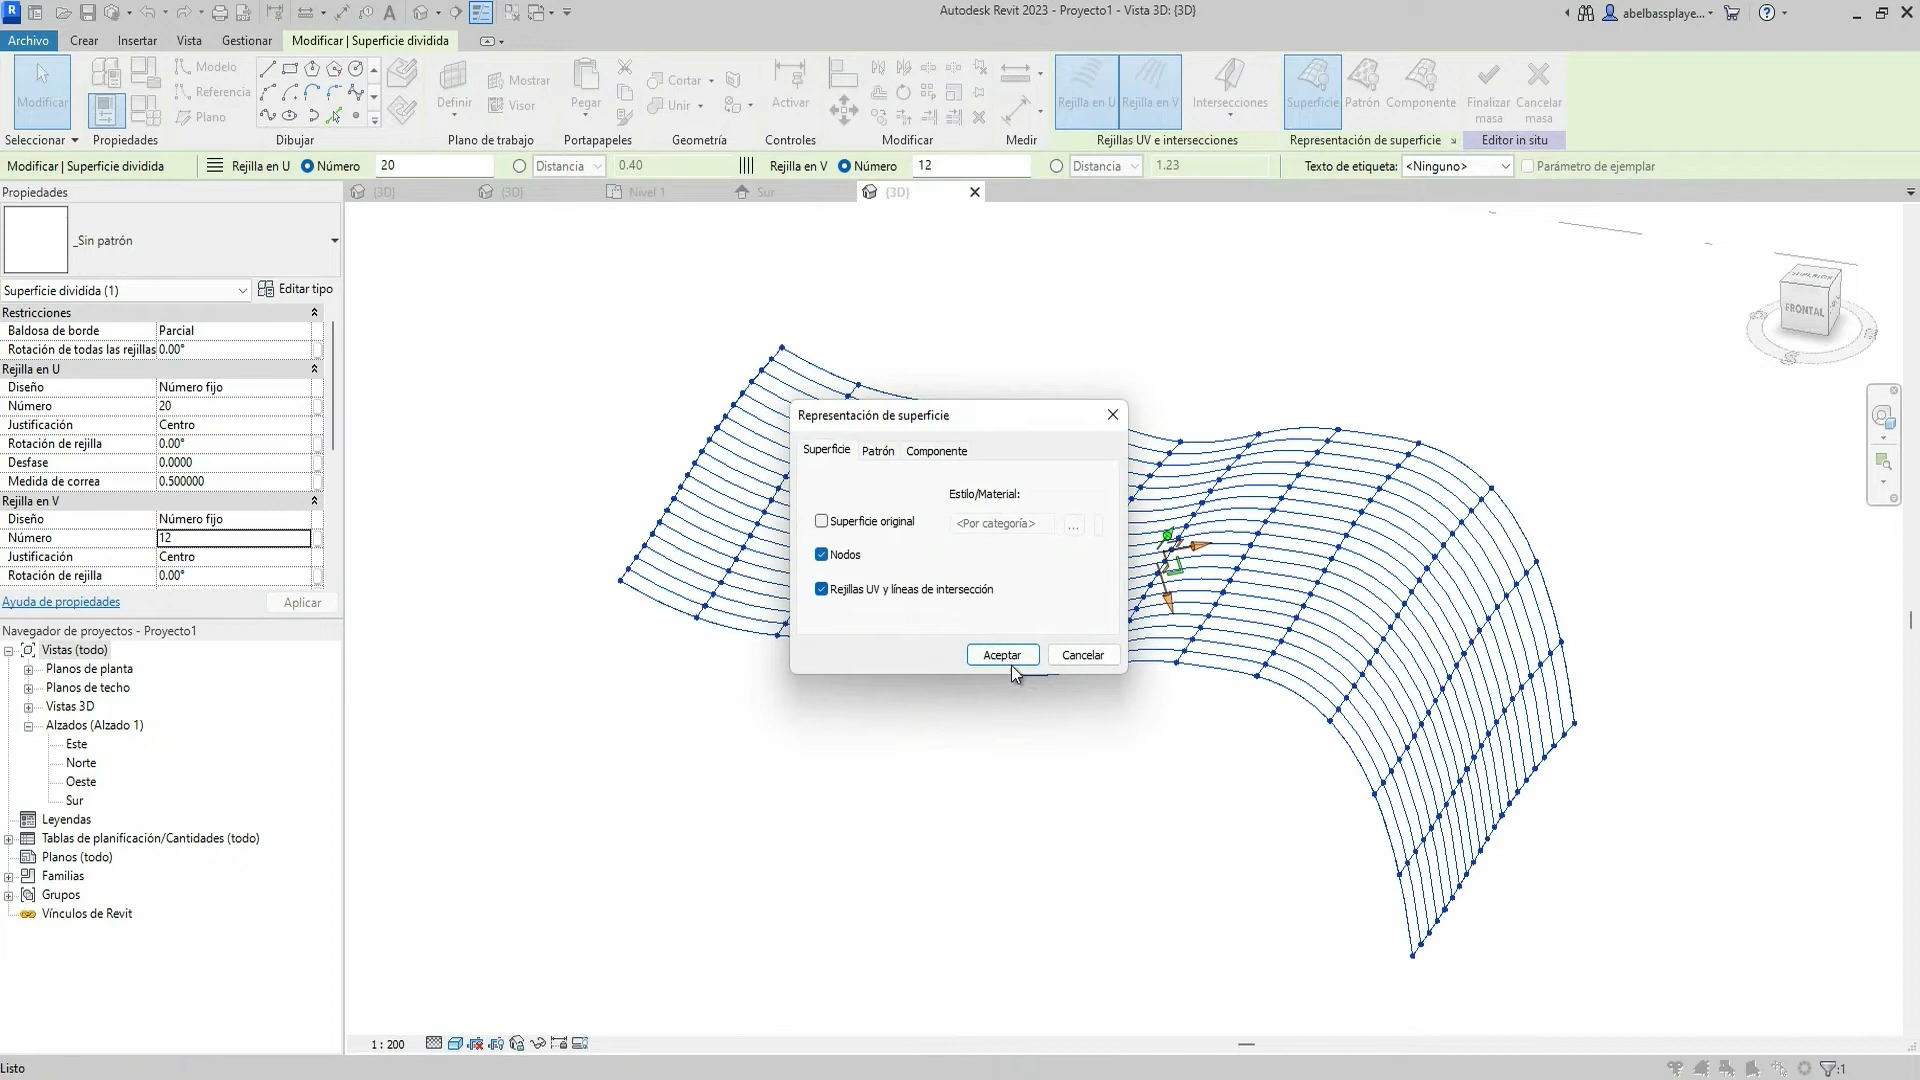 Autodesk Revit 2023 - Proyecto1 - Vista 3D: {3D}
abelbassplaye...
Archivo
Crear
Insertar
Vista
Gestionar
Modificar | Superficie dividida
Modificar
Modelo
Referencia
Plano
Definir
Mostrar
Visor
Pegar
Cortar
Unir
Activar
Rejilla en U
Rejilla en V
Intersecciones
Superficie
Patrón
Componente
Finalizar masa
Cancelar masa
Seleccionar
Propiedades
Dibujar
Plano de trabajo
Portapapeles
Geometría
Controles
Modificar
Medir
Rejillas UV e intersecciones
Representación de superficie
Editor in situ
Modificar | Superficie dividida
Rejilla en U
Número
20
Distancia
0.40
Rejilla en V
Número
12
Distancia
1.23
Texto de etiqueta:
<Ninguno>
Parámetro de ejemplar
Propiedades
{3D}
{3D}
Nivel 1
Sur
{3D}
_Sin patrón
Superficie dividida (1)
Editar tipo
Restricciones
Baldosa de borde Parcial
Rotación de todas las rejillas 0.00°
Rejilla en U
Diseño Número fijo
Número 20
Justificación Centro
Rotación de rejilla 0.00°
Desfase 0.0000
Medida de correa 0.500000
Rejilla en V
Diseño Número fijo
Número 12
Justificación Centro
Rotación de rejilla 0.00°
Ayuda de propiedades
Aplicar
Navegador de proyectos - Proyecto1
Vistas (todo)
Planos de planta
Planos de techo
Vistas 3D
Alzados (Alzado 1)
Este
Norte
Oeste
Sur
Leyendas
Tablas de planificación/Cantidades (todo)
Planos (todo)
Familias
Grupos
Vínculos de Revit
Representación de superficie
Superficie
Patrón
Componente
Estilo/Material:
Superficie original
<Por categoría>
...
Nodos
Rejillas UV y líneas de intersección
Aceptar
Cancelar
SUPERIOR
FRONTAL
1 : 200
Listo
:1